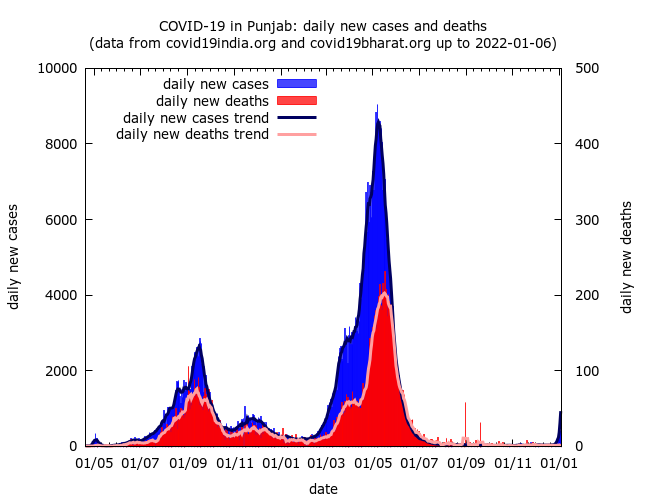 COVID-19 in Punjab: daily new cases and deaths
(data from covid19india.org and covid19bharat.org up to 2022-01-06)
daily new cases
daily new deaths
daily new cases trend
daily new deaths trend
daily new cases
10000
8000
6000
4000
2000
0
500
400
300
200
100
0
daily new deaths
01/05 01/07 01/09 01/11 01/01 01/03 01/05 01/07 01/09 01/11 01/01
date